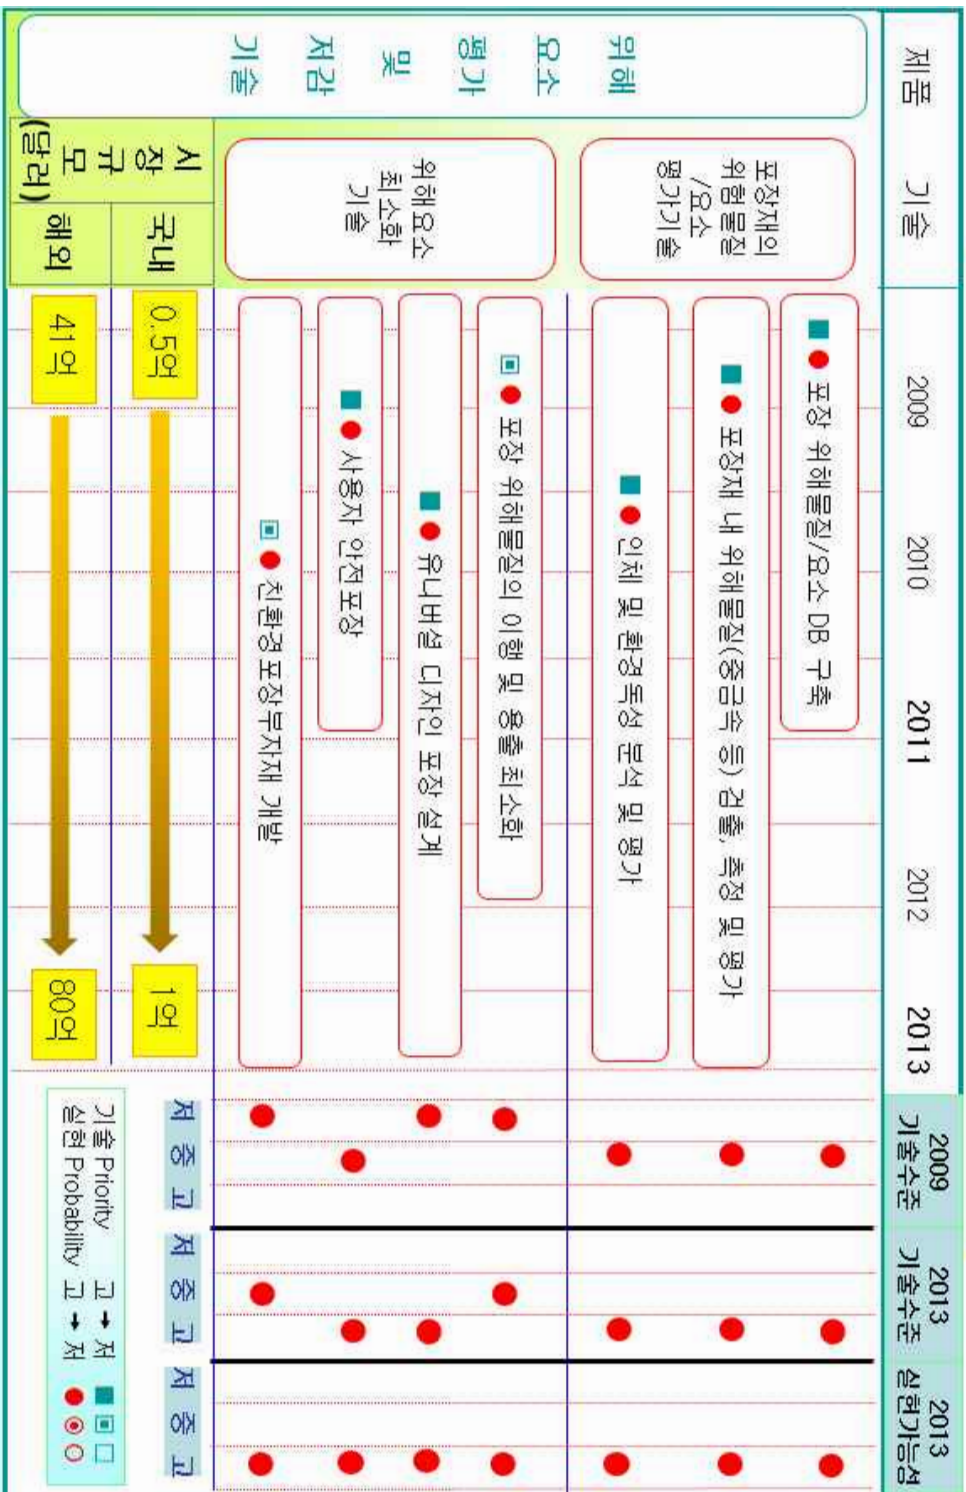 제품
기술
2009
2010
2011
2012
2013
2009
기술수준
2013
기술수준
2013
실현가능성
위해
요소
평가
및
저감
기술
포장재의
위험물질
/요소
평가기술
■ ● 포장 위해물질/요소 DB 구축
■ ● 포장재 내 위해물질(중금속 등) 검출, 측정 및 평가
■ ● 인체 및 환경독성 분석 및 평가
위해요소
최소화
기술
▣ ● 포장 위해물질의 이행 및 용출 최소화
■ ● 유니버설 디자인 포장 설계
■ ● 사용자 안전포장
▣ ● 친환경포장부자재 개발
시장
규
모
(달러)
국내
0.5억
1억
해외
41억
80억
저 중 고
저 중 고
저 중 고
기술 Priority 고 → 저 ■ ▣ □
실현 Probability 고 → 저 ● ◉ ○